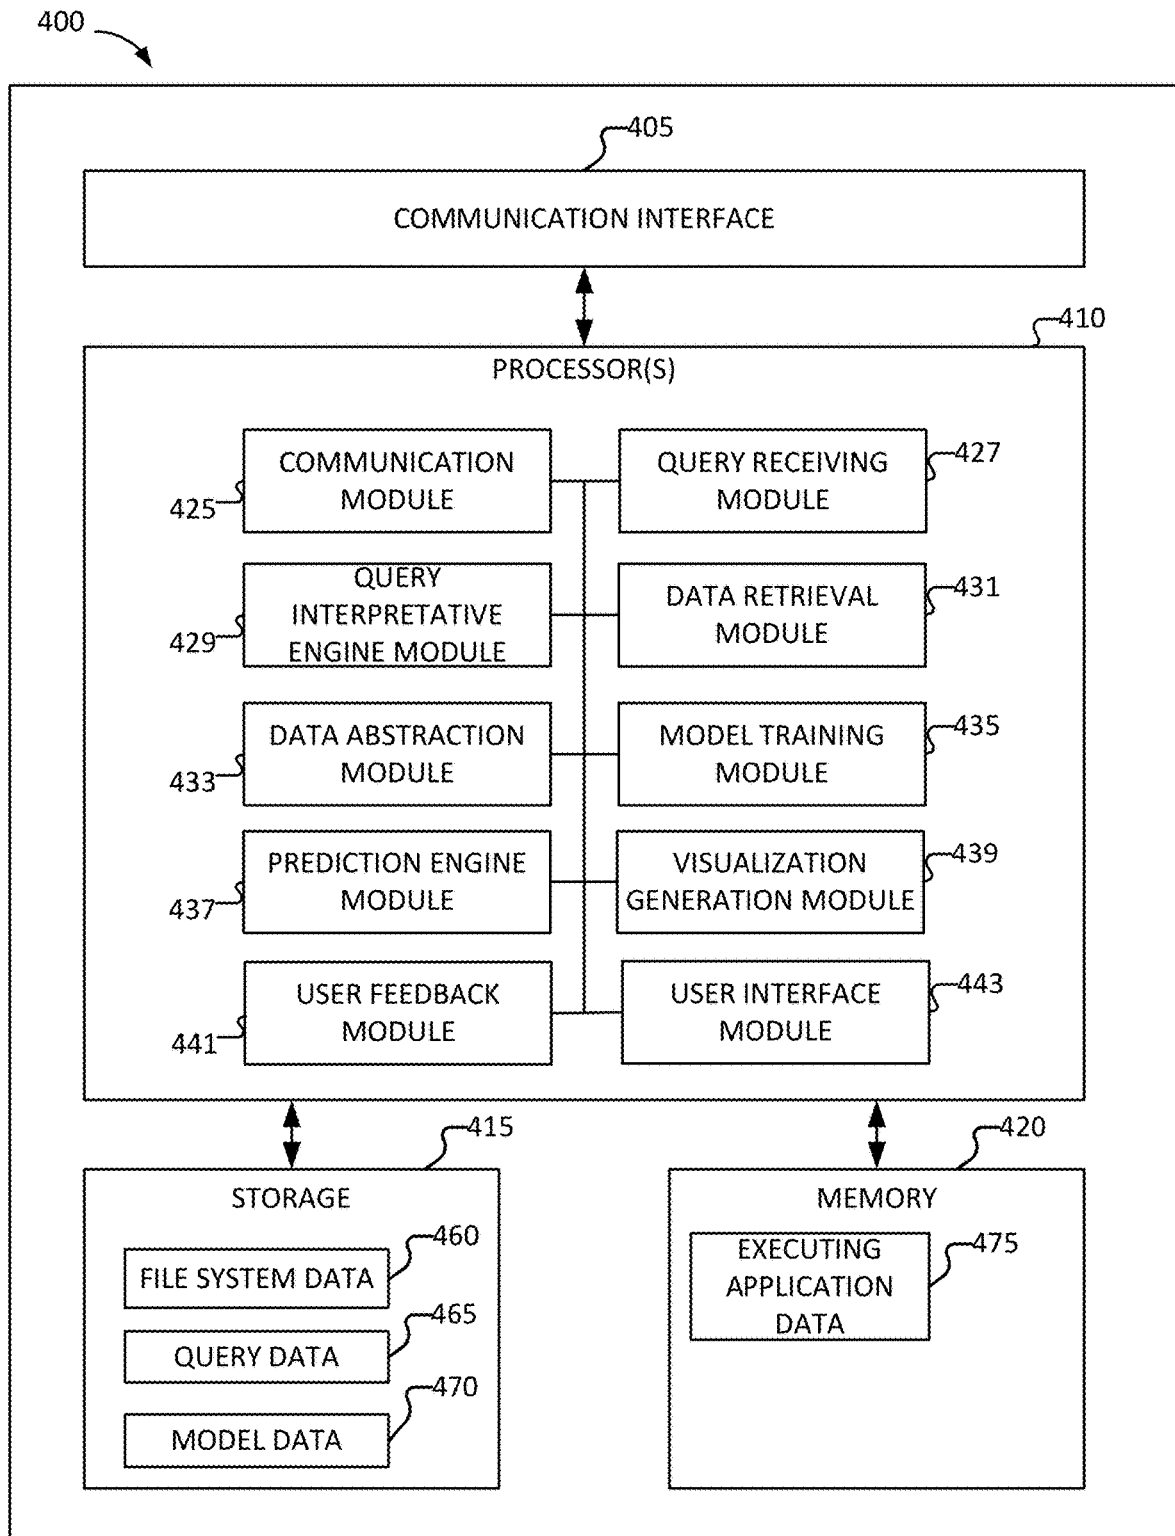 400
405
COMMUNICATION INTERFACE
410
PROCESSOR(S)
COMMUNICATION
MODULE
425
QUERY RECEIVING
MODULE
427
QUERY
INTERPRETATIVE
ENGINE MODULE
429
DATA RETRIEVAL
MODULE
431
DATA ABSTRACTION
MODULE
433
MODEL TRAINING
MODULE
435
PREDICTION ENGINE
MODULE
437
VISUALIZATION
GENERATION MODULE
439
USER FEEDBACK
MODULE
441
USER INTERFACE
MODULE
443
415
STORAGE
460
FILE SYSTEM DATA
465
QUERY DATA
470
MODEL DATA
420
MEMORY
EXECUTING
APPLICATION
DATA
475